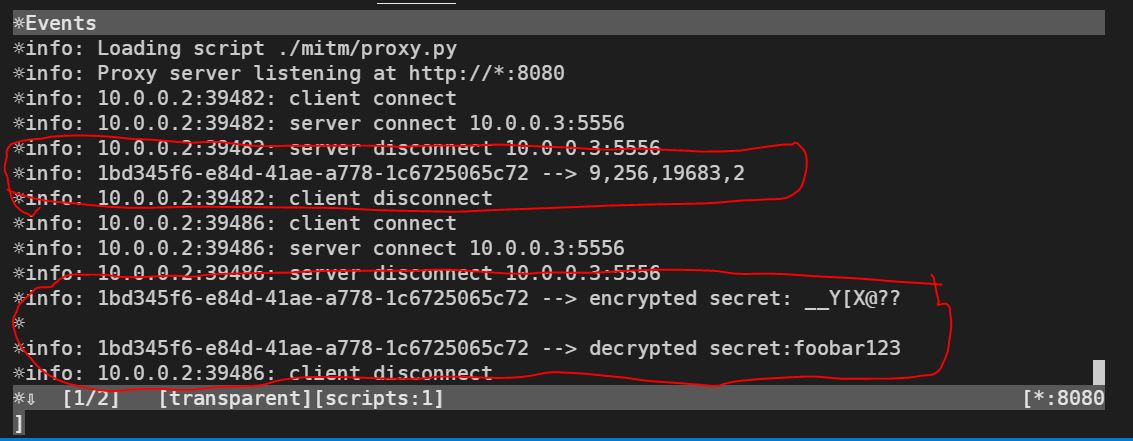 ☼Events
☼info: Loading script ./mitm/proxy.py
☼info: Proxy server listening at http://*:8080
☼info: 10.0.0.2:39482: client connect
☼info: 10.0.0.2:39482: server connect 10.0.0.3:5556
☼info: 10.0.0.2:39482: server disconnect 10.0.0.3:5556
☼info: 1bd345f6-e84d-41ae-a778-1c6725065c72 --> 9,256,19683,2
☼info: 10.0.0.2:39482: client disconnect
☼info: 10.0.0.2:39486: client connect
☼info: 10.0.0.2:39486: server connect 10.0.0.3:5556
☼info: 10.0.0.2:39486: server disconnect 10.0.0.3:5556
☼info: 1bd345f6-e84d-41ae-a778-1c6725065c72 --> encrypted secret: __Y[X@??
☼
☼info: 1bd345f6-e84d-41ae-a778-1c6725065c72 --> decrypted secret:foobar123
☼info: 10.0.0.2:39486: client disconnect
☼⇩ [1/2] [transparent][scripts:1] [*:8080
]